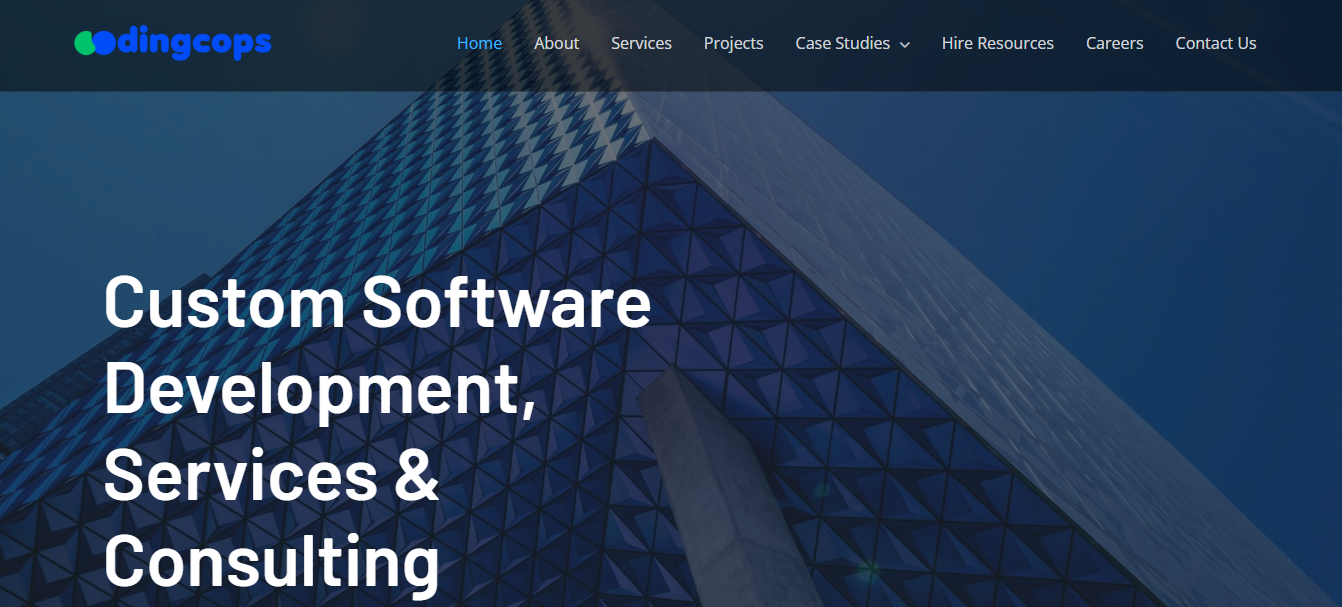 codingcops
Home About Services Projects Case Studies Hire Resources Careers Contact Us
Custom Software
Development,
Services &
Consulting